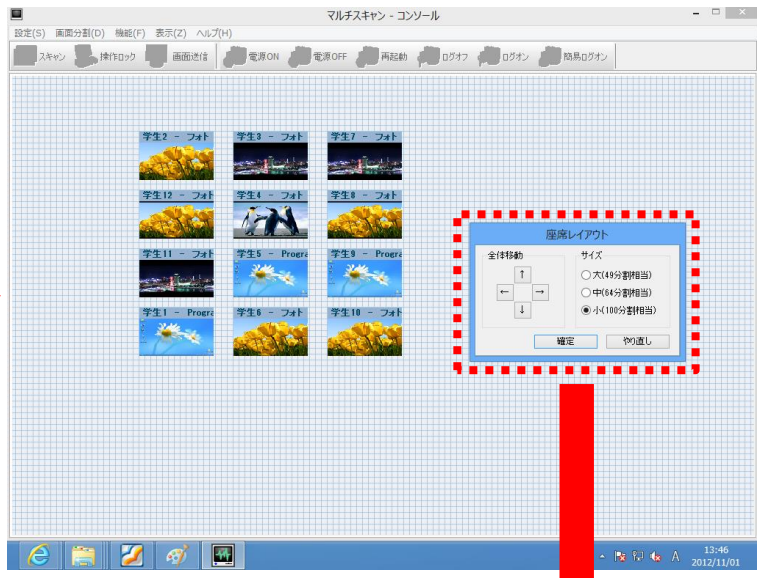 マルチスキャン - コンソール
設定(S) 画面分割(D) 機能(F) 表示(Z) ヘルプ(H)
スキャン 操作ロック 画面送信 電源ON 電源OFF 再起動 ログオフ ログオン 簡易ログオン
学生2 - フォト 学生3 - フォト 学生7 - フォト
学生12 - フォト 学生4 - フォト 学生8 - フォト
学生11 - フォト 学生5 - Progra 学生9 - Progra
学生1 - Progra 学生6 - フォト 学生10 - フォト
座席レイアウト
全体移動 サイズ
↑ 大(49分割相当)
← → 中(64分割相当)
↓ 小(100分割相当)
確定 やり直し
A 13:46
2012/11/01